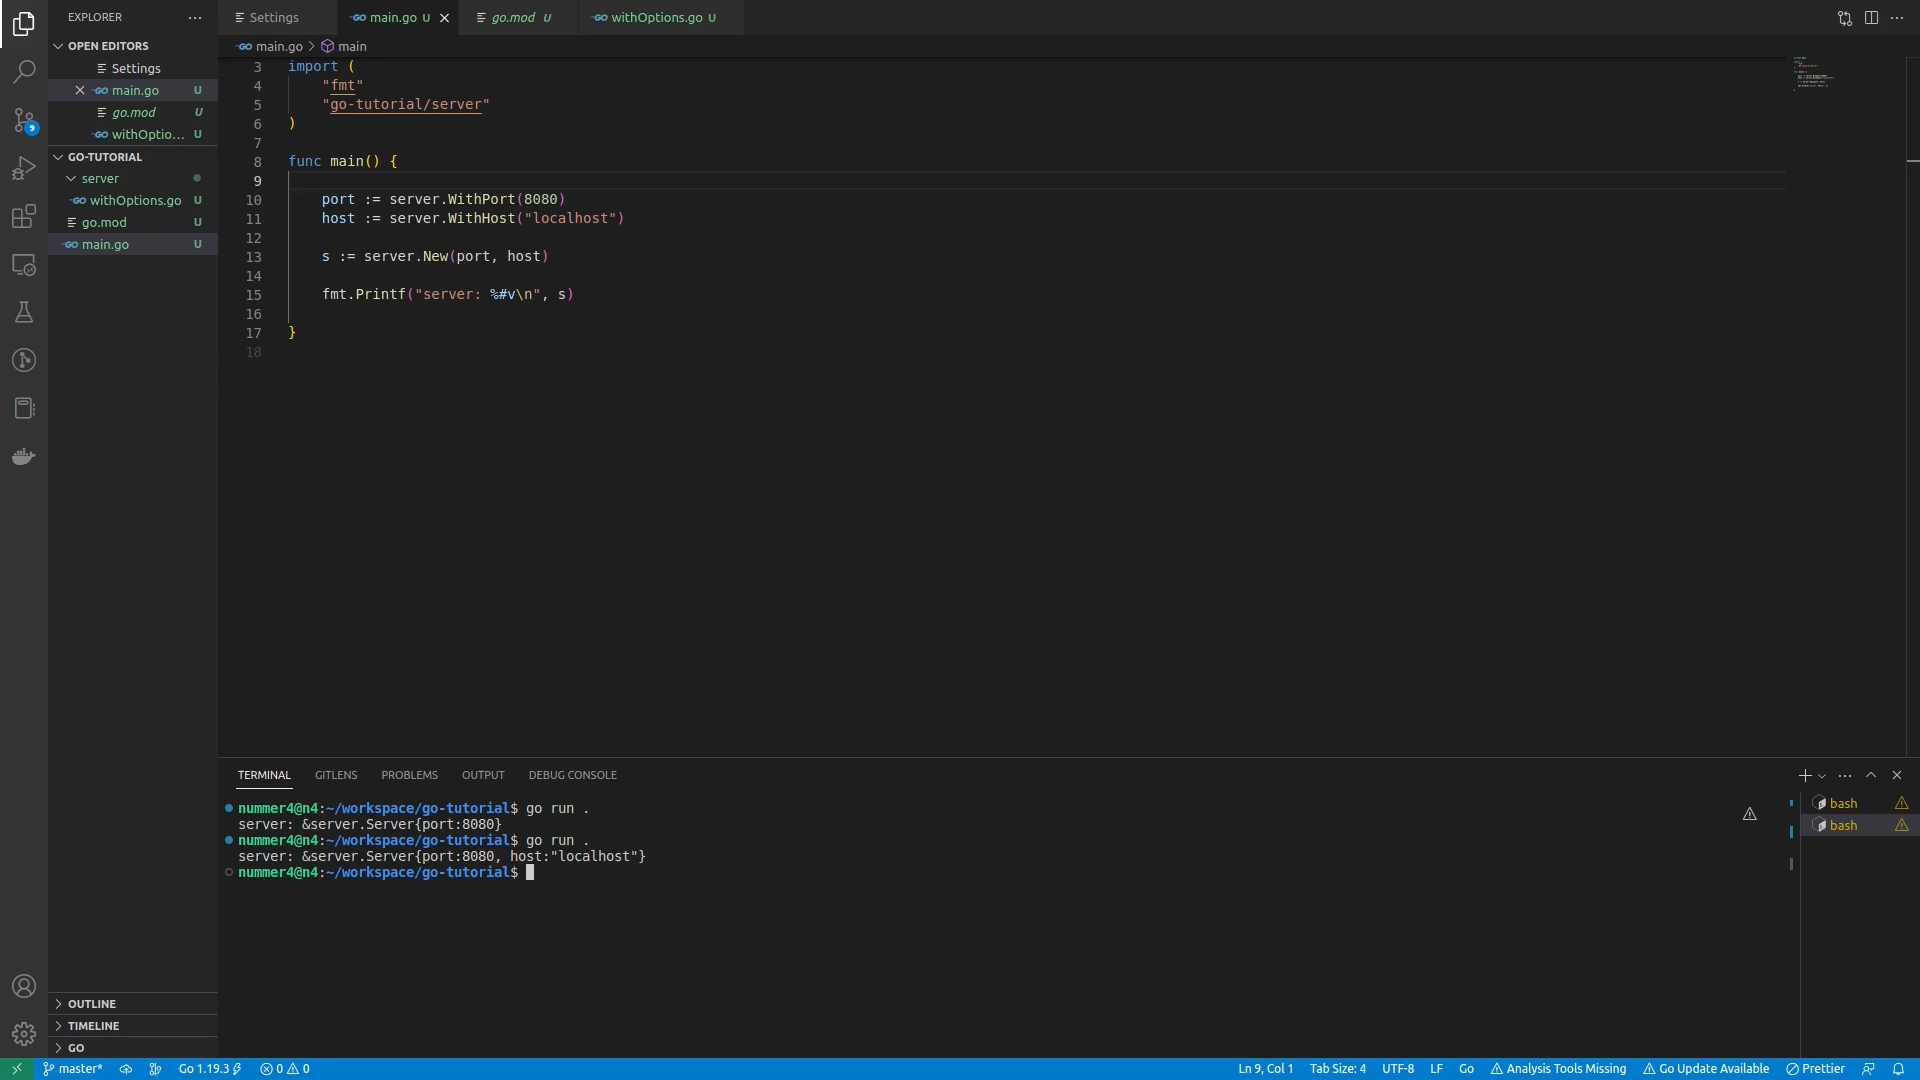 EXPLORER
OPEN EDITORS
Settings
main.go U
go.mod U
withOptio... U
GO-TUTORIAL
server
withOptions.go U
go.mod U
main.go U
OUTLINE
TIMELINE
GO
9
Settings
main.go U
go.mod U
withOptions.go U
main.go > main
3 import (
4 "fmt"
5 "go-tutorial/server"
6 )
7
8 func main() {
9
10 port := server.WithPort(8080)
11 host := server.WithHost("localhost")
12
13 s := server.New(port, host)
14
15 fmt.Printf("server: %#v\n", s)
16
17 }
18
TERMINAL GITLENS PROBLEMS OUTPUT DEBUG CONSOLE
nummer4@n4:~/workspace/go-tutorial$ go run .
server: &server.Server{port:8080}
nummer4@n4:~/workspace/go-tutorial$ go run .
server: &server.Server{port:8080, host:"localhost"}
nummer4@n4:~/workspace/go-tutorial$
bash
bash
master* Go 1.19.3 0 0 Ln 9, Col 1 Tab Size: 4 UTF-8 LF Go Analysis Tools Missing Go Update Available Prettier